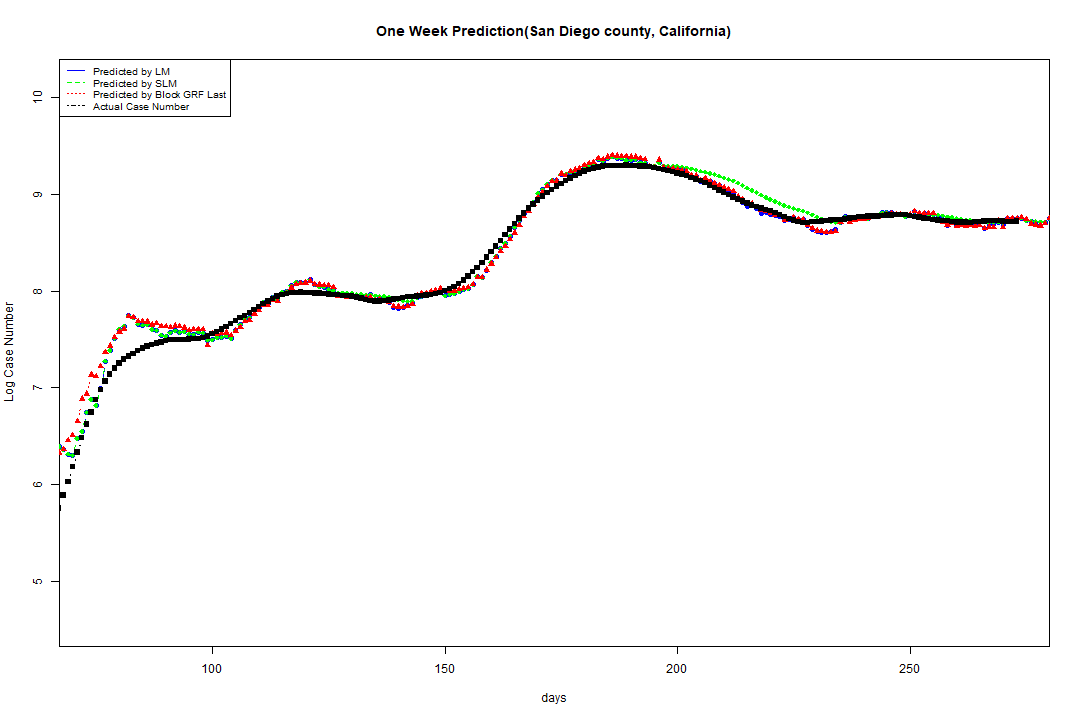 One Week Prediction(San Diego county, California)
Predicted by LM
Predicted by SLM
Predicted by Block GRF Last
Actual Case Number
10
9
8
7
6
5
Log Case Number
100 150 200 250
days